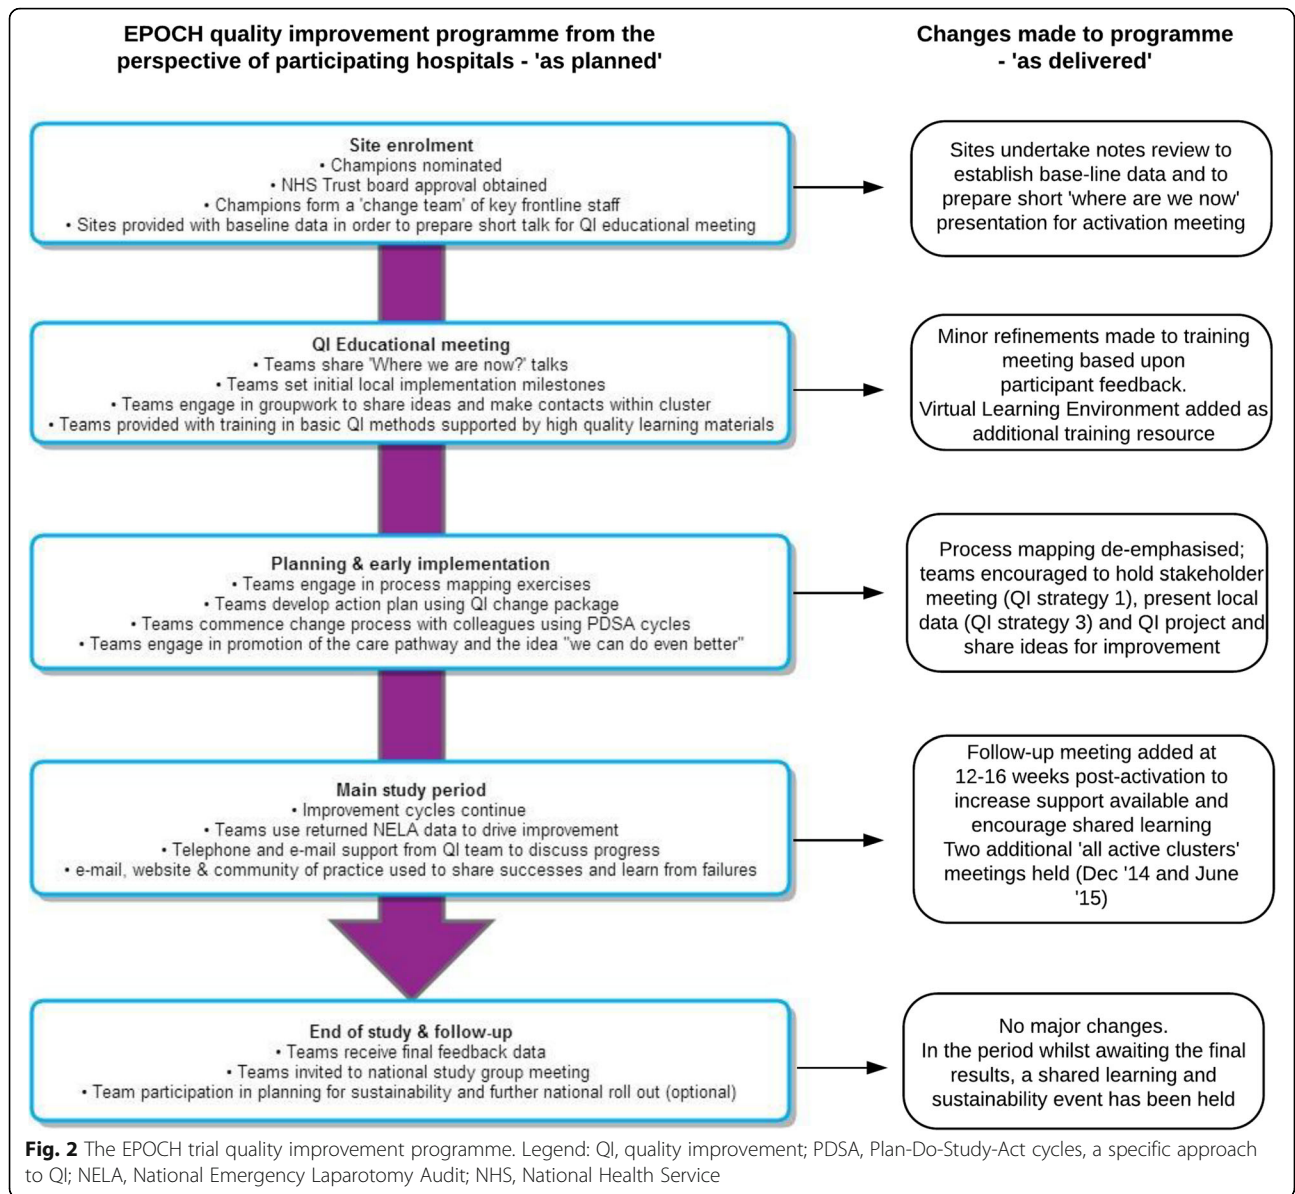 EPOCH quality improvement programme from the
perspective of participating hospitals - 'as planned'
Changes made to programme
- 'as delivered'
Site enrolment
• Champions nominated
• NHS Trust board approval obtained
• Champions form a 'change team' of key frontline staff
• Sites provided with baseline data in order to prepare short talk for QI educational meeting
Sites undertake notes review to
establish base-line data and to
prepare short 'where are we now'
presentation for activation meeting
QI Educational meeting
• Teams share 'Where we are now?' talks
• Teams set initial local implementation milestones
• Teams engage in groupwork to share ideas and make contacts within cluster
• Teams provided with training in basic QI methods supported by high quality learning materials
Minor refinements made to training
meeting based upon
participant feedback.
Virtual Learning Environment added as
additional training resource
Planning & early implementation
• Teams engage in process mapping exercises
• Teams develop action plan using QI change package
• Teams commence change process with colleagues using PDSA cycles
• Teams engage in promotion of the care pathway and the idea "we can do even better"
Process mapping de-emphasised;
teams encouraged to hold stakeholder
meeting (QI strategy 1), present local
data (QI strategy 3) and QI project and
share ideas for improvement
Main study period
• Improvement cycles continue
• Teams use returned NELA data to drive improvement
• Telephone and e-mail support from QI team to discuss progress
• e-mail, website & community of practice used to share successes and learn from failures
Follow-up meeting added at
12-16 weeks post-activation to
increase support available and
encourage shared learning
Two additional 'all active clusters'
meetings held (Dec '14 and June
'15)
End of study & follow-up
• Teams receive final feedback data
• Teams invited to national study group meeting
• Team participation in planning for sustainability and further national roll out (optional)
No major changes.
In the period whilst awaiting the final
results, a shared learning and
sustainability event has been held
Fig. 2 The EPOCH trial quality improvement programme. Legend: QI, quality improvement; PDSA, Plan-Do-Study-Act cycles, a specific approach
to QI; NELA, National Emergency Laparotomy Audit; NHS, National Health Service